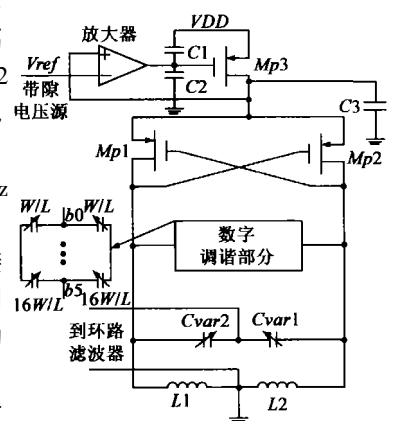 放大器
VDD
C1
Vref
+
−
C2
Mp3
带隙
电压源
C3
Mp1
Mp2
W/L
b0
W/L
数字
调谐部分
16W/L
b5
16W/L
到环路
滤波器
Cvar2
Cvar1
L1
L2
2
z